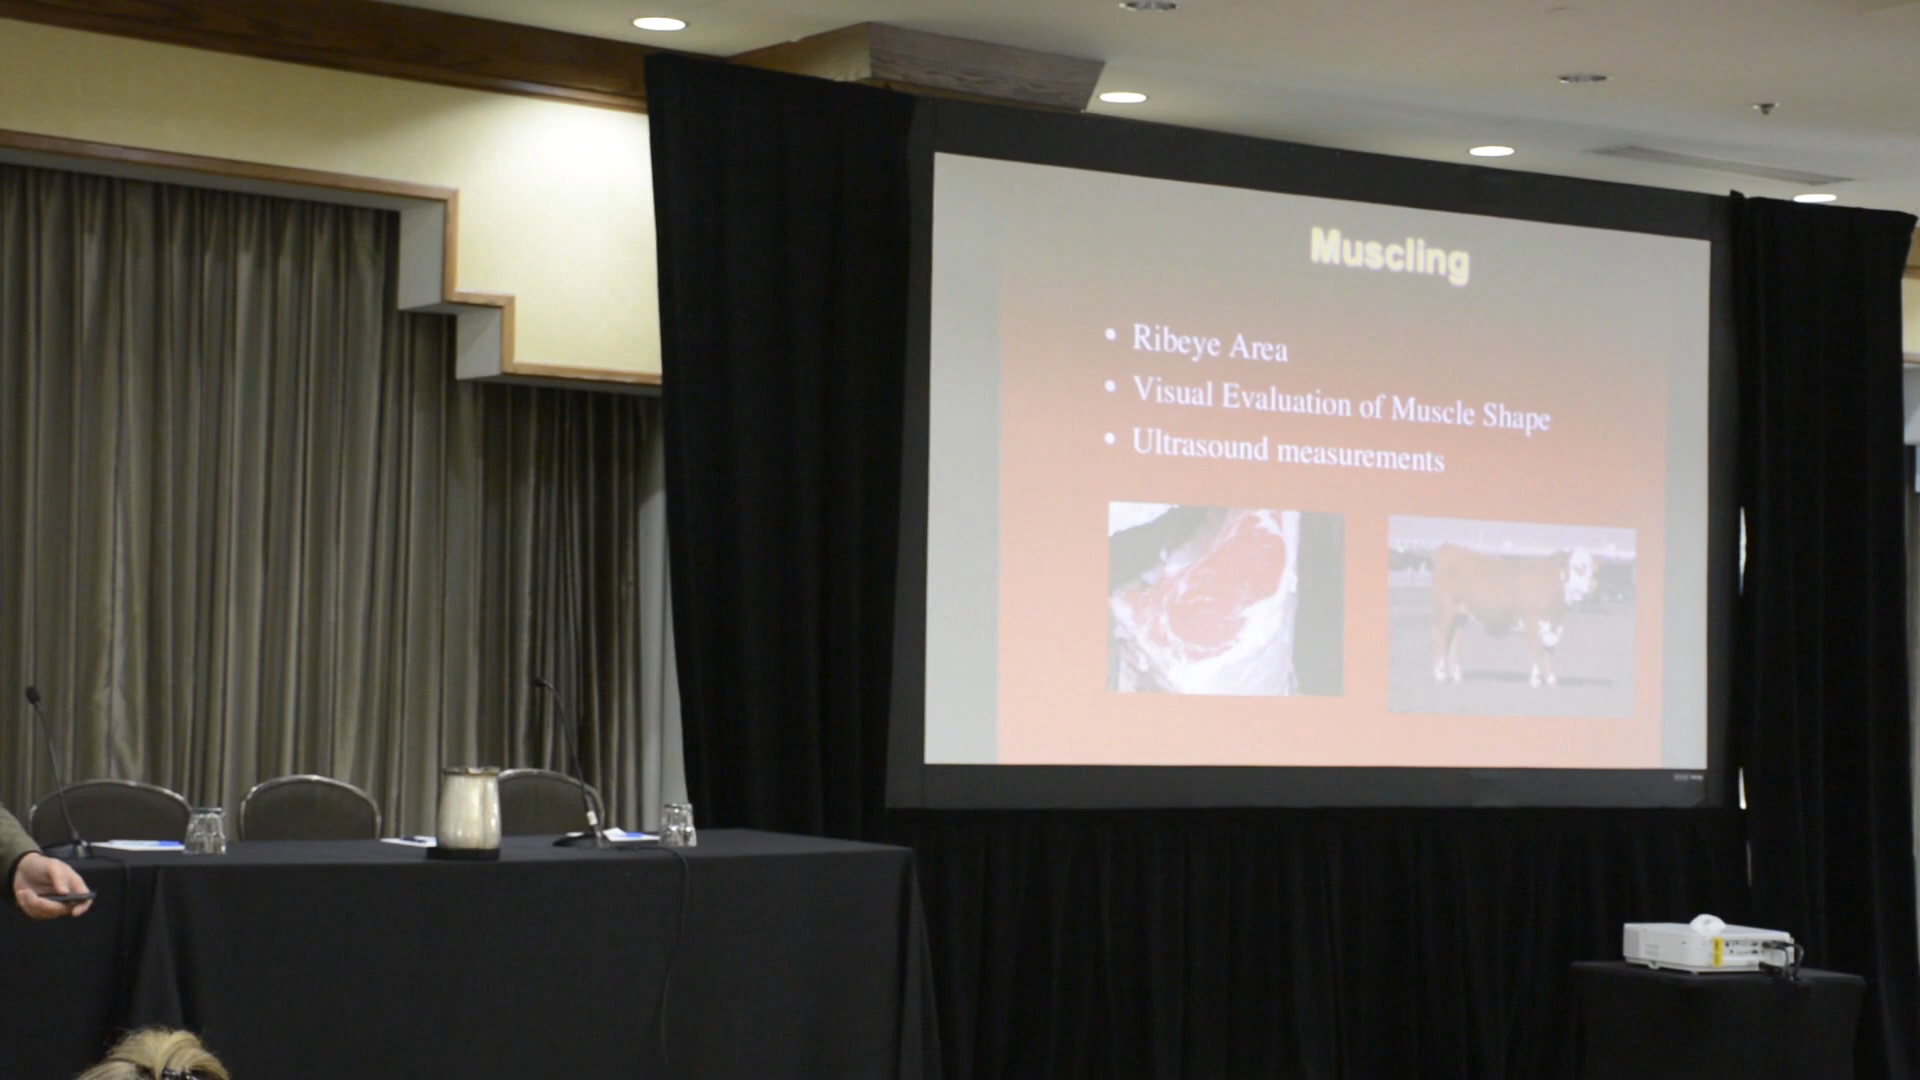 Muscling
• Ribeye Area
• Visual Evaluation of Muscle Shape
• Ultrasound measurements